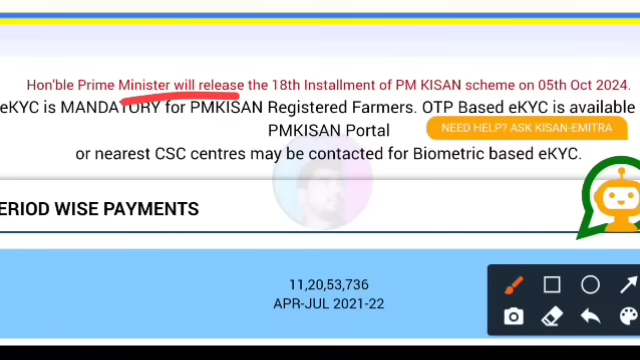 Hon'ble Prime Minister will release the 18th Installment of PM KISAN scheme on 05th Oct 2024.
eKYC is MANDATORY for PMKISAN Registered Farmers. OTP Based eKYC is available
PMKISAN Portal
NEED HELP? ASK KISAN-EMITRA
or nearest CSC centres may be contacted for Biometric based eKYC.
ERIOD WISE PAYMENTS
11,20,53,736
APR-JUL 2021-22